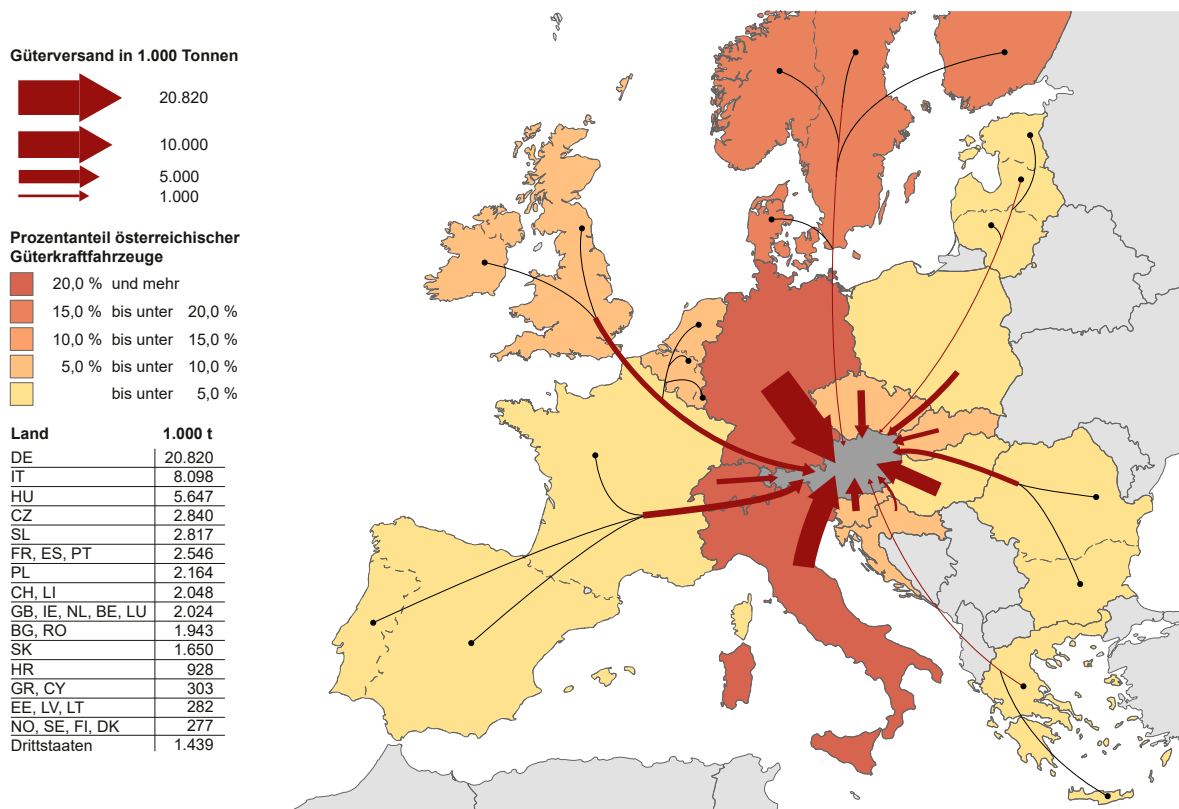 Güterversand in 1.000 Tonnen
20.820
10.000
5.000
1.000
Prozentanteil österreichischer
Güterkraftfahrzeuge
20,0 % und mehr
15,0 % bis unter 20,0 %
10,0 % bis unter 15,0 %
5,0 % bis unter 10,0 %
bis unter 5,0 %
Land 1.000 t
DE 20.820
IT 8.098
HU 5.647
CZ 2.840
SL 2.817
FR, ES, PT 2.546
PL 2.164
CH, LI 2.048
GB, IE, NL, BE, LU 2.024
BG, RO 1.943
SK 1.650
HR 928
GR, CY 303
EE, LV, LT 282
NO, SE, FI, DK 277
Drittstaaten 1.439